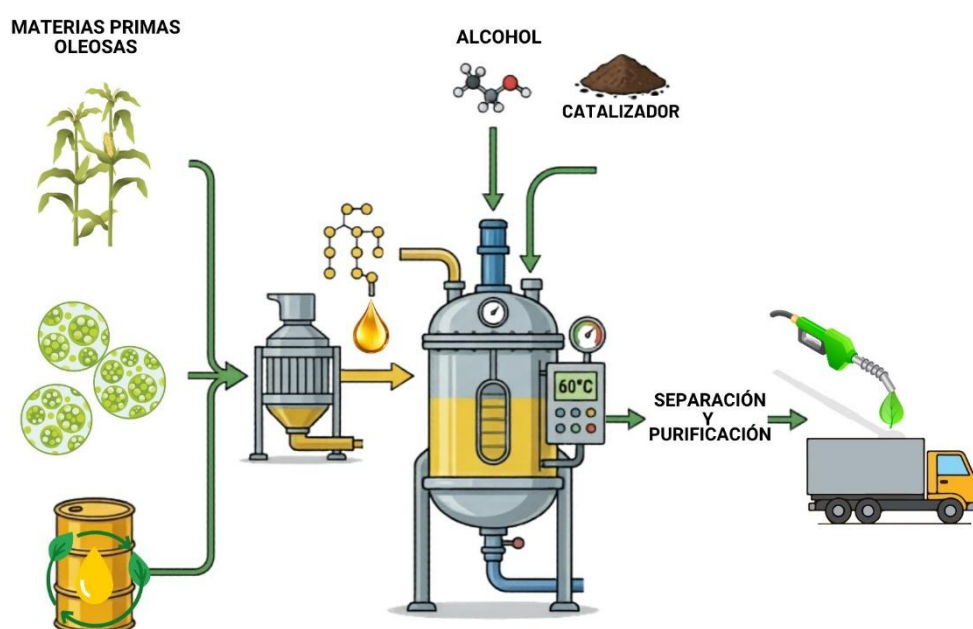 MATERIAS PRIMAS
OLEOSAS
ALCOHOL
CATALIZADOR
60°C
SEPARACIÓN
Y
PURIFICACIÓN